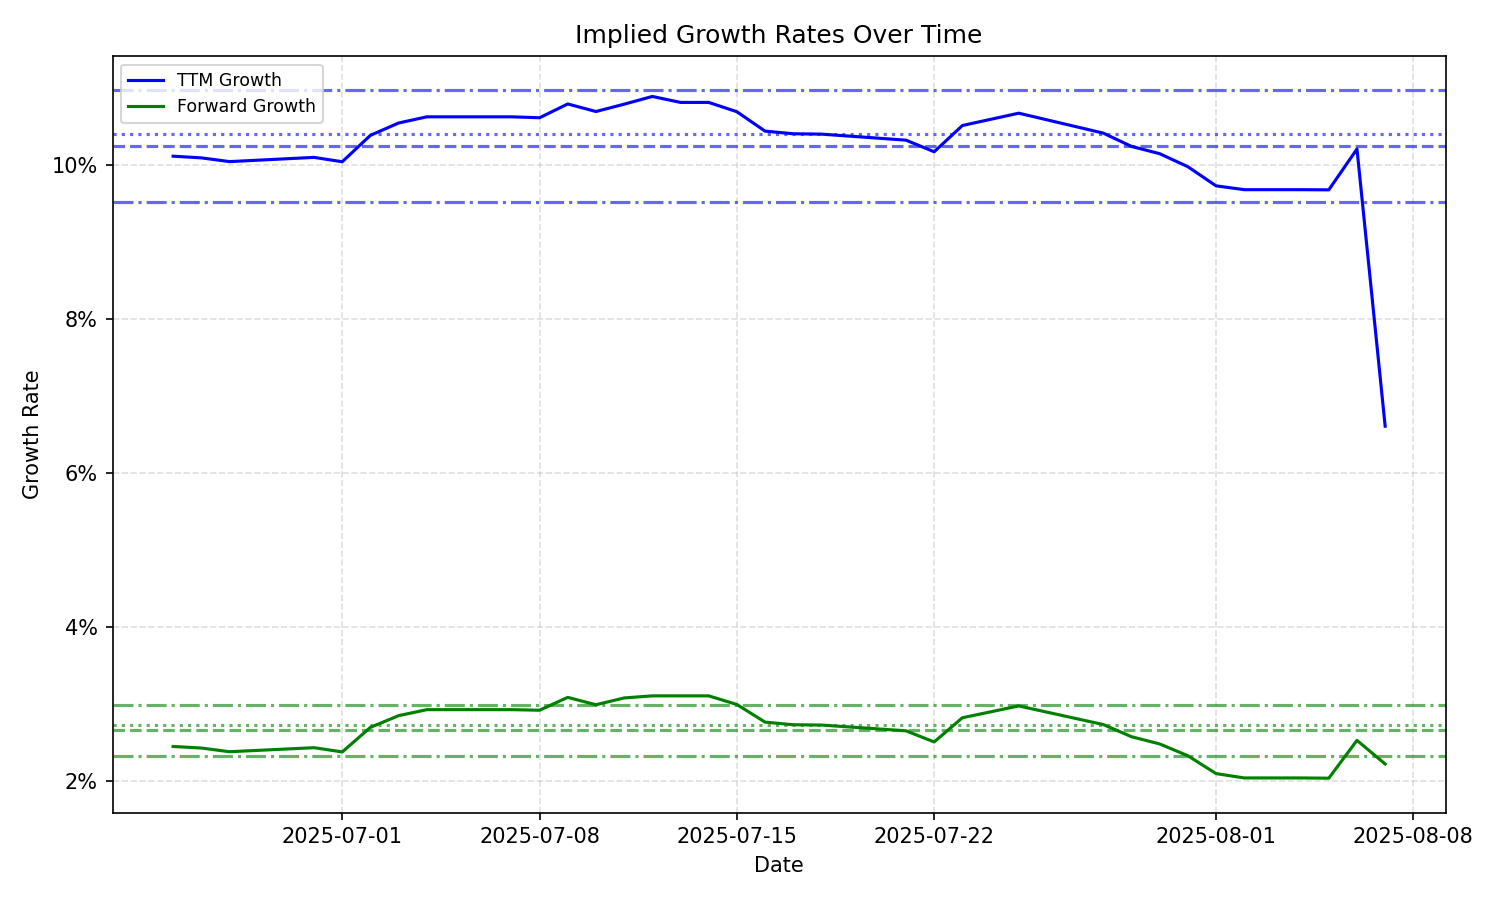 Implied Growth Rates Over Time
TTM Growth
Forward Growth
10%
8%
6%
4%
2%
Growth Rate
2025-07-01
2025-07-08
2025-07-15
2025-07-22
2025-08-01
2025-08-08
Date